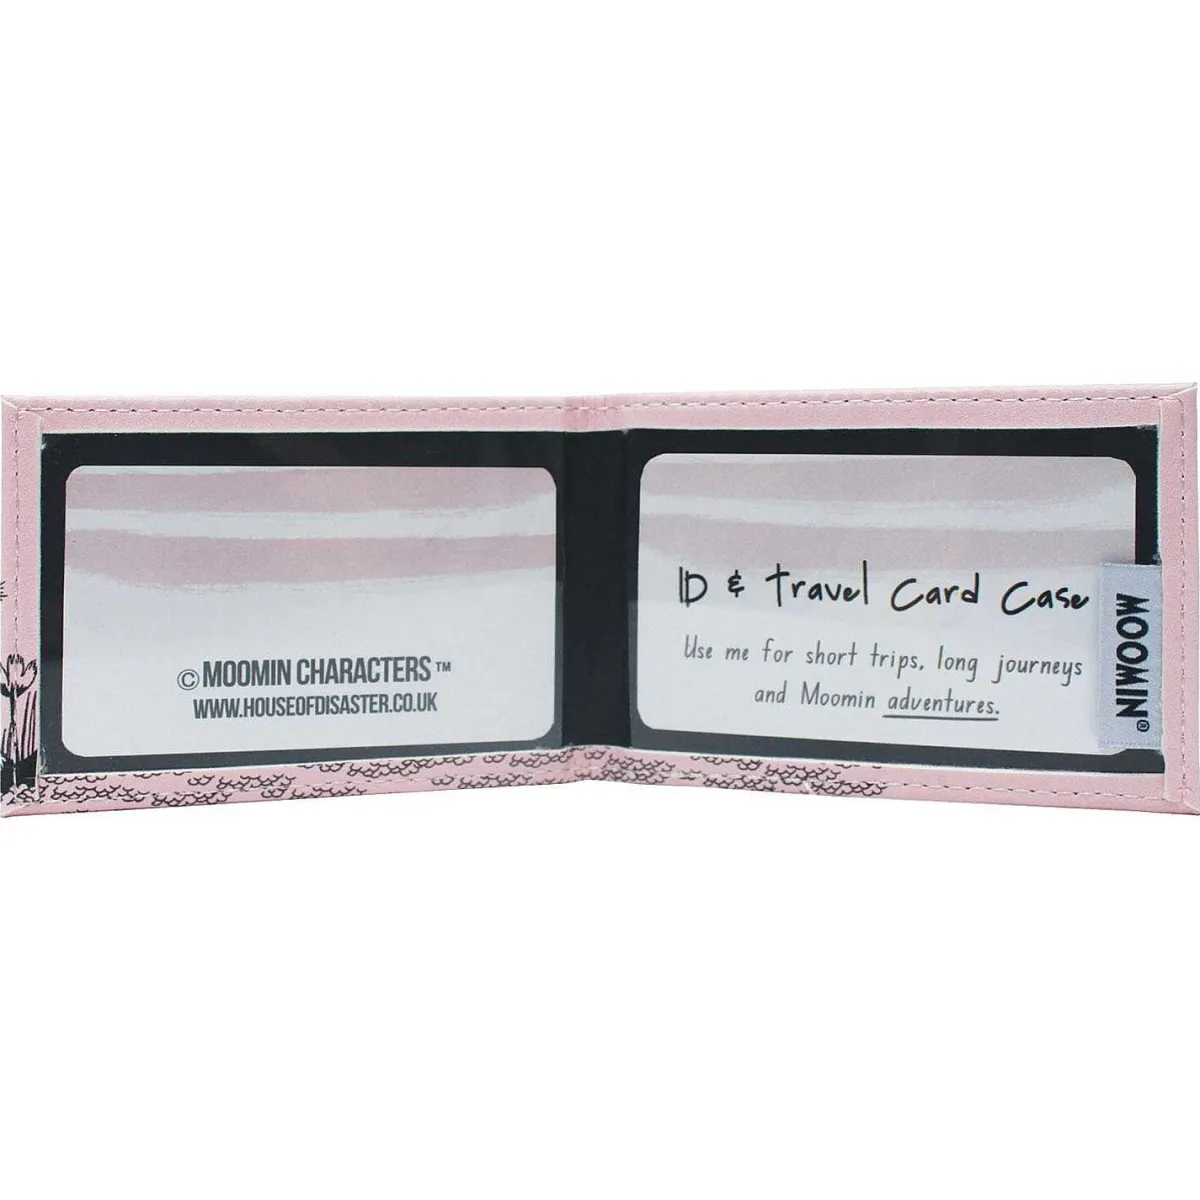 © MOOMIN CHARACTERS ™
WWW.HOUSEOFDISASTER.CO.UK
ID & Travel Card Case
Use me for short trips, long journeys
and Moomin adventures.
MOOMIN®